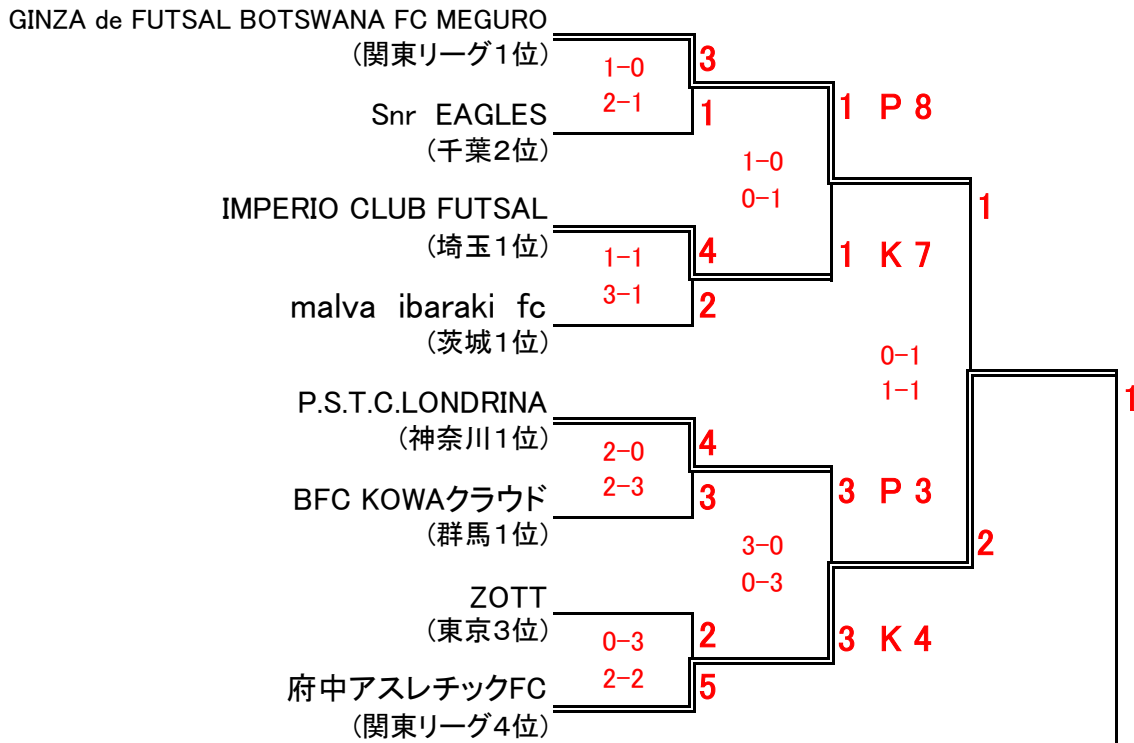 GINZA de FUTSAL BOTSWANA FC MEGURO
(関東リーグ1位)
3
1-0
2-1
1
Snr EAGLES
(千葉2位)
1 P 8
1-0
0-1
IMPERIO CLUB FUTSAL
(埼玉1位)
1
4
1-1
3-1
1 K 7
2
malva ibaraki fc
(茨城1位)
0-1
1-1
P.S.T.C.LONDRINA
(神奈川1位)
1
4
2-0
2-3
3
3 P 3
BFC KOWAクラウド
(群馬1位)
3-0
0-3
2
ZOTT
(東京3位)
2
0-3
2-2
3 K 4
5
府中アスレチックFC
(関東リーグ4位)